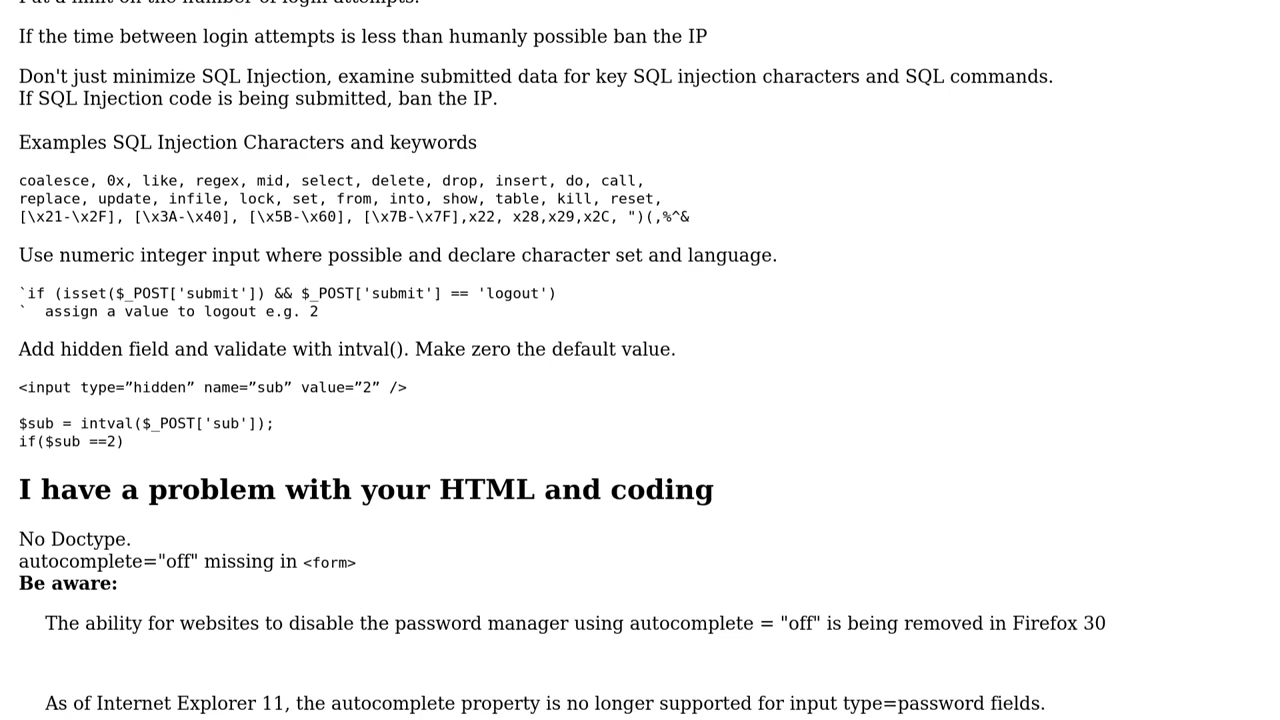 Put a limit on the number of login attempts.
If the time between login attempts is less than humanly possible ban the IP
Don't just minimize SQL Injection, examine submitted data for key SQL injection characters and SQL commands.
If SQL Injection code is being submitted, ban the IP.
Examples SQL Injection Characters and keywords
coalesce, 0x, like, regex, mid, select, delete, drop, insert, do, call,
replace, update, infile, lock, set, from, into, show, table, kill, reset,
[\x21-\x2F], [\x3A-\x40], [\x5B-\x60], [\x7B-\x7F],x22, x28,x29,x2C, ")(,%^&
Use numeric integer input where possible and declare character set and language.
`if (isset($_POST['submit']) && $_POST['submit'] == 'logout')
`  assign a value to logout e.g. 2
Add hidden field and validate with intval(). Make zero the default value.
<input type=”hidden” name=”sub” value=”2” />
$sub = intval($_POST['sub']);
if($sub ==2)
I have a problem with your HTML and coding
No Doctype.
autocomplete="off" missing in <form>
Be aware:
The ability for websites to disable the password manager using autocomplete = "off" is being removed in Firefox 30
As of Internet Explorer 11, the autocomplete property is no longer supported for input type=password fields.